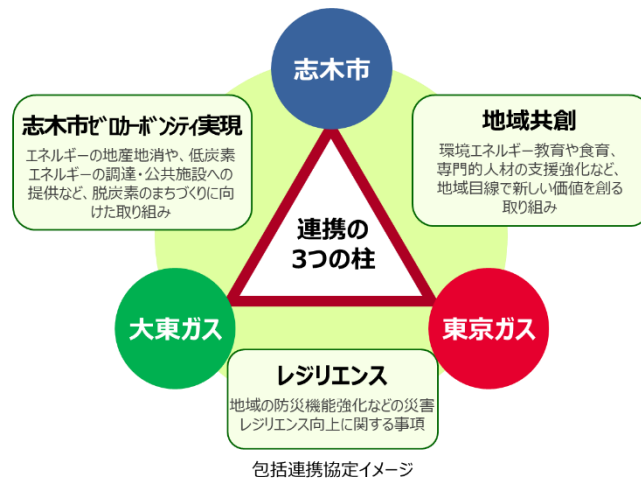 志木市
志木市ゼロカーボンシティ実現
エネルギーの地産地消や、低炭素
エネルギーの調達・公共施設への
提供など、脱炭素のまちづくりに向
けた取り組み
地域共創
環境エネルギー教育や食育、
専門的人材の支援強化など、
地域目線で新しい価値を創る
取り組み
連携の
3つの柱
大東ガス
東京ガス
レジリエンス
地域の防災機能強化などの災害
レジリエンス向上に関する事項
包括連携協定イメージ